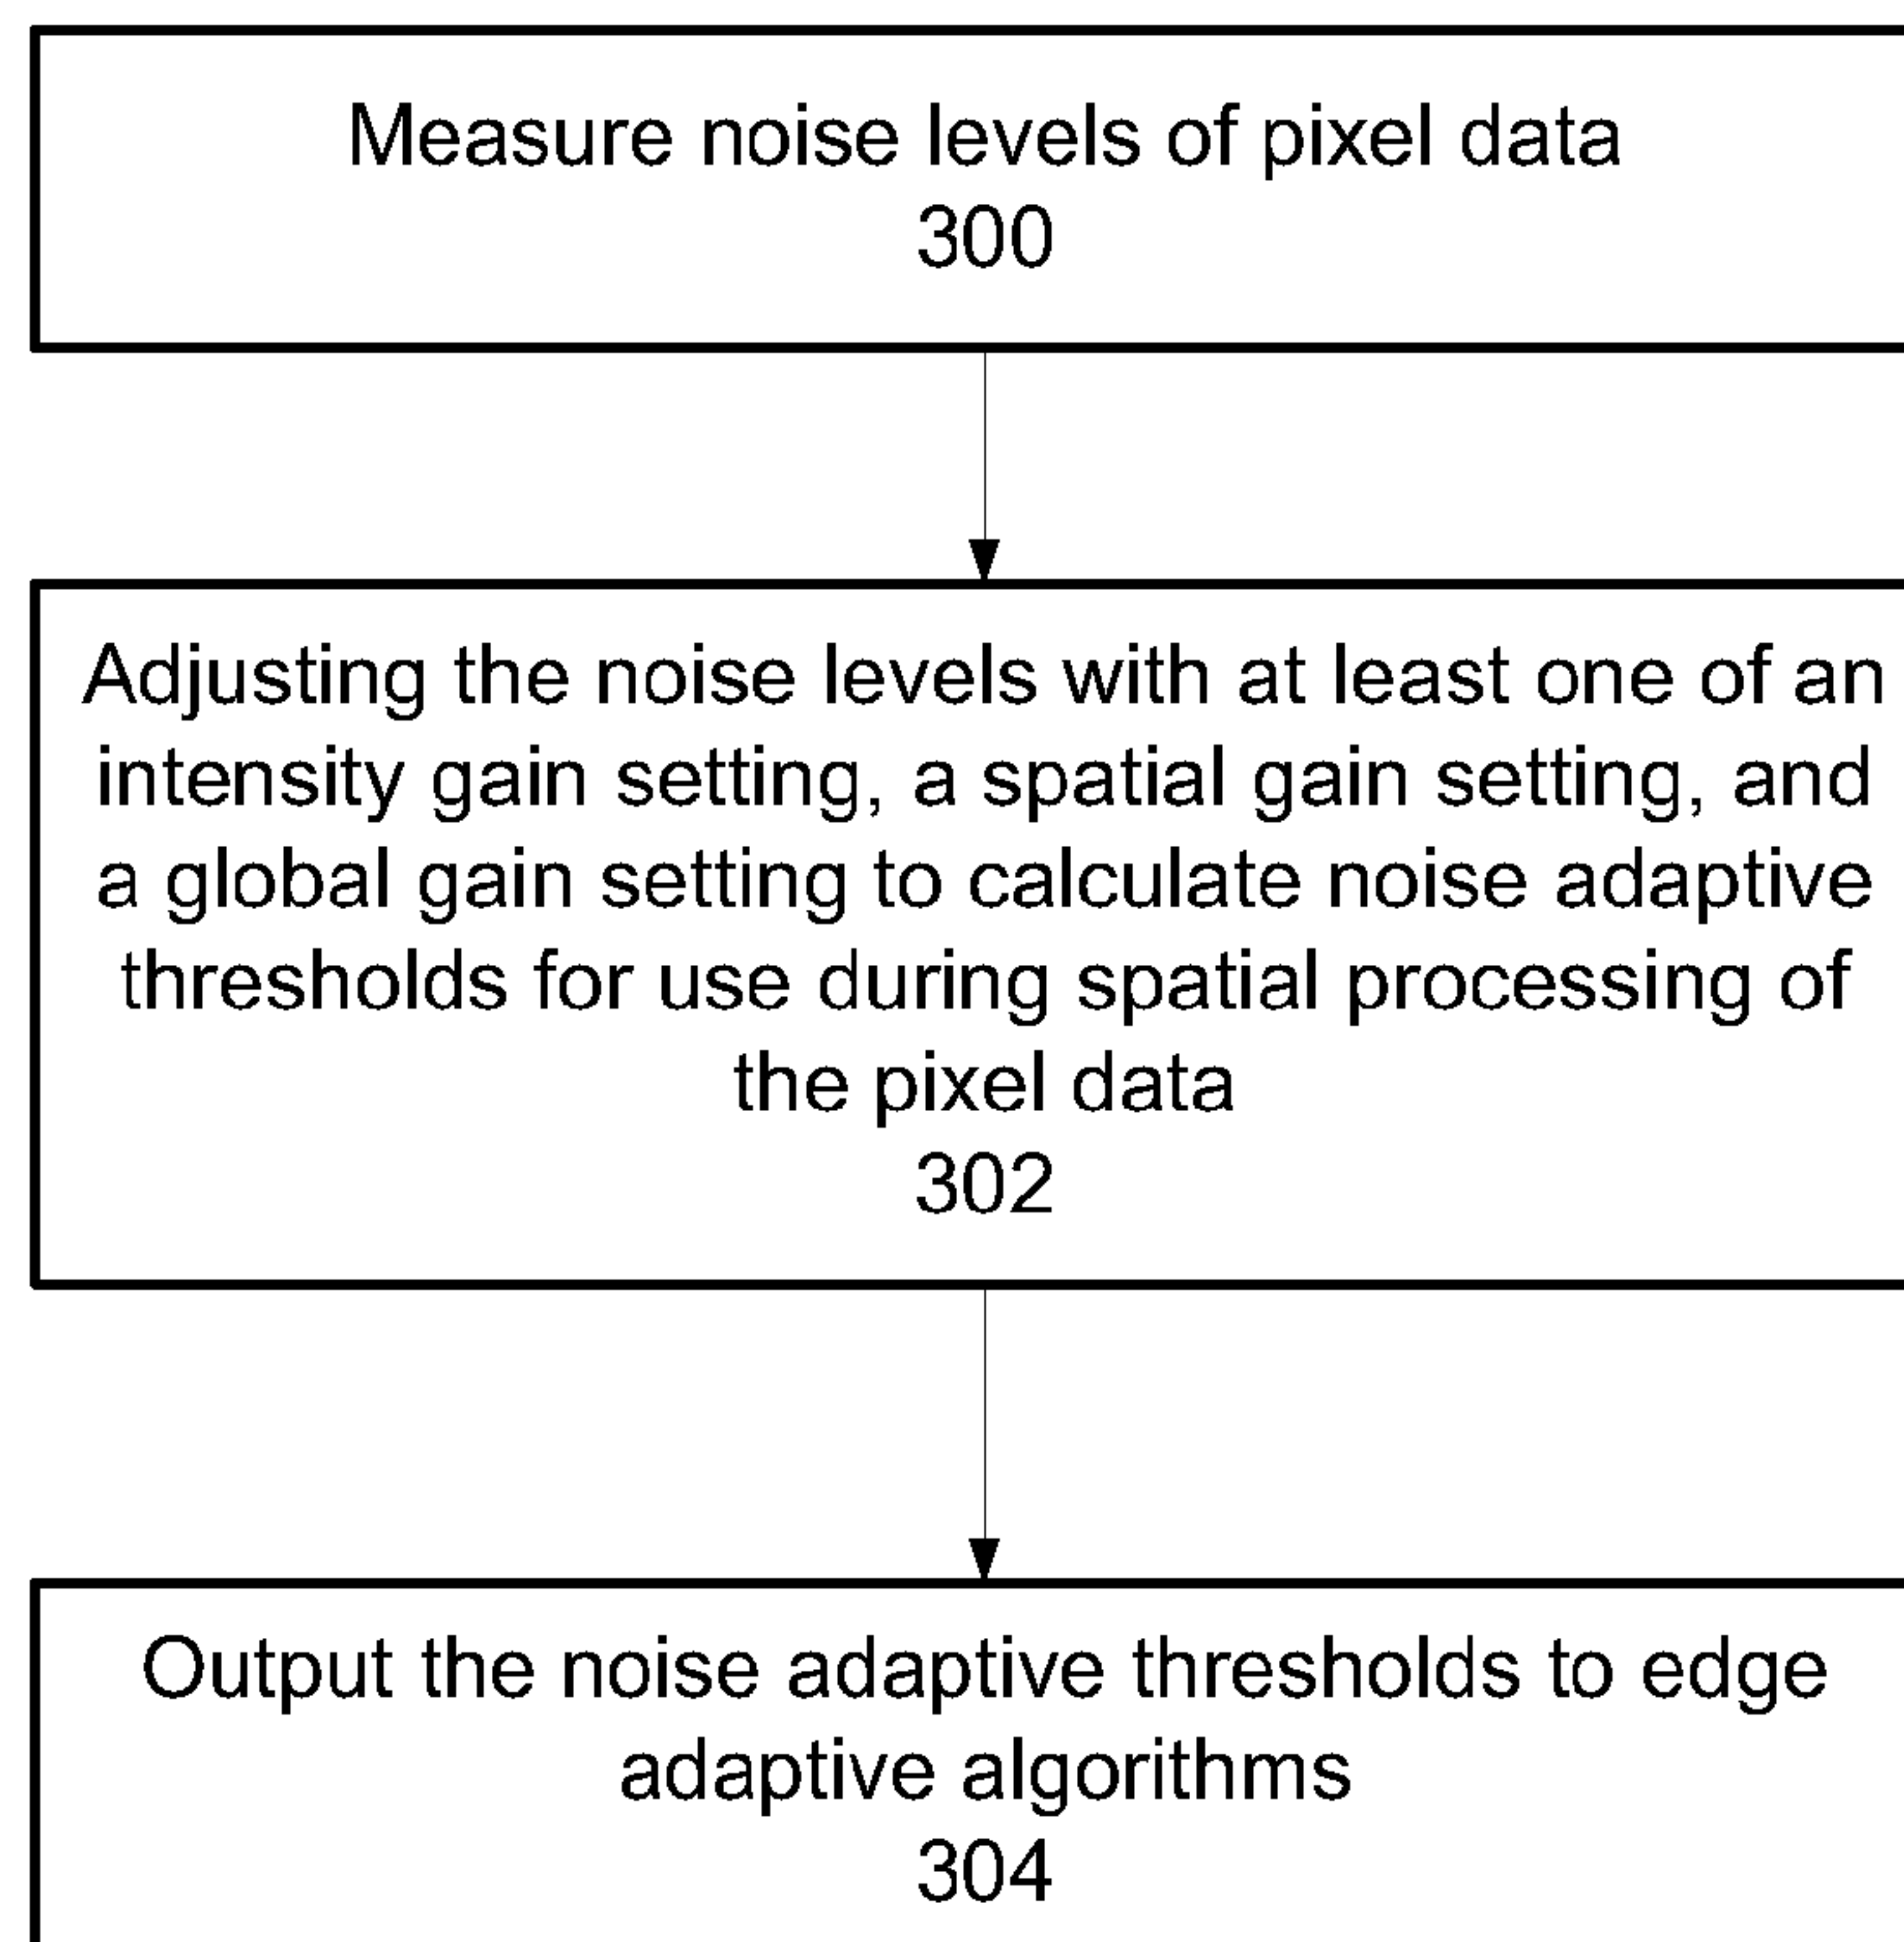 Measure noise levels of pixel data
300
Adjusting the noise levels with at least one of an
intensity gain setting, a spatial gain setting, and
a global gain setting to calculate noise adaptive
thresholds for use during spatial processing of
the pixel data
302
Output the noise adaptive thresholds to edge
adaptive algorithms
304